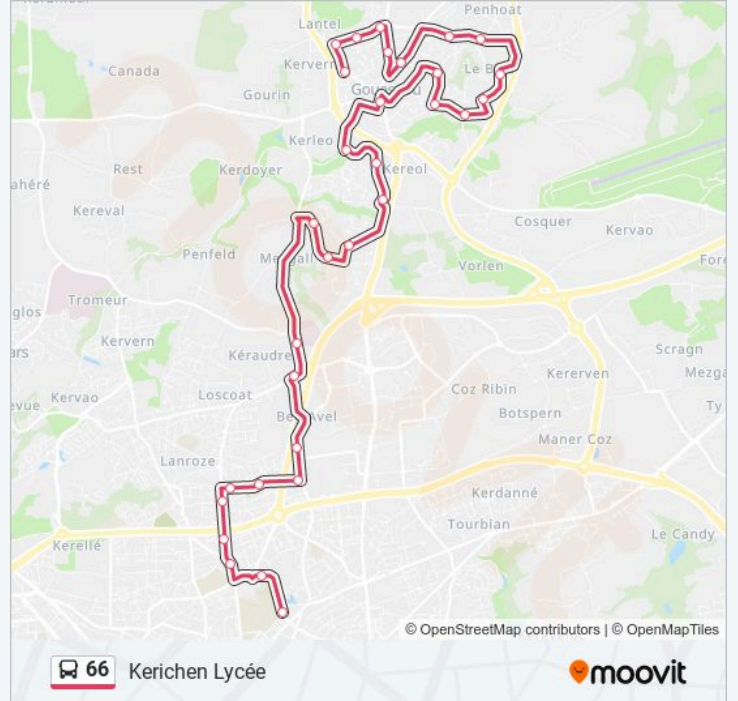 Lantel
Penhoat
Canada
Kervern
Le B
Gourin
Gouesnou
Kerleo
Rest
Kerdoyer
Kereol
ahéré
Kereval
Cosquer
Kervao
Penfeld
Vorlen
Fore
Tromeur
glos
Kervern
Scragn
ars
Kéraudre
Kererven
Mezga
Coz Ribin
evue
Kervao
Loscoat
Ty
Botspern
Bel Avel
Maner Coz
Lanroze
Kerdanné
Tourbian
Le Candy
Kerellé
© OpenStreetMap contributors | © OpenMapTiles
66 Kerichen Lycée
moovit